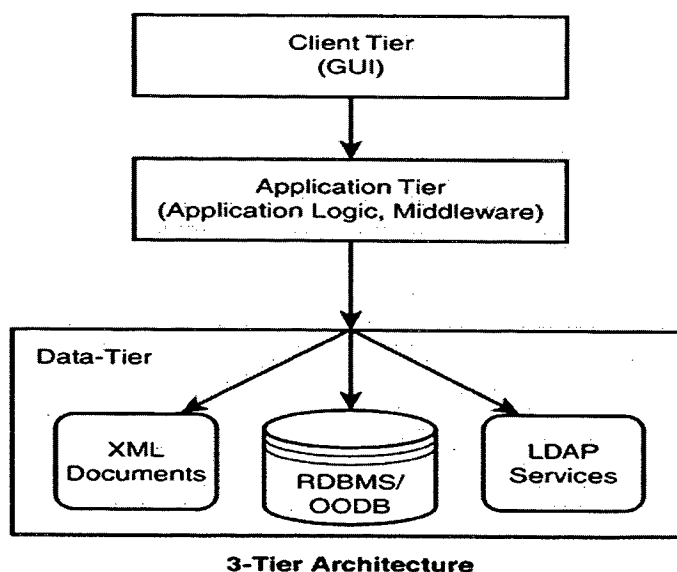 Client Tier
(GUI)
Application Tier
(Application Logic, Middleware)
Data-Tier
XML
Documents
RDBMS/
OODB
LDAP
Services
3-Tier Architecture